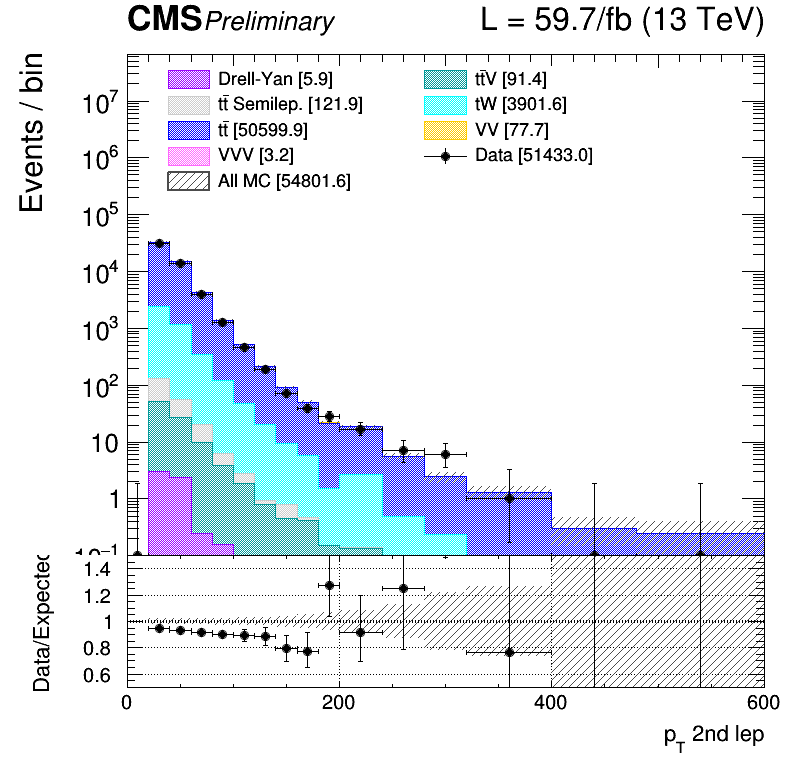 CMS Preliminary L = 59.7/fb (13 TeV)
Events / bin
Drell-Yan [5.9]
tt̄ Semilep. [121.9]
tt̄ [50599.9]
VVV [3.2]
All MC [54801.6]
tt̄V [91.4]
tW [3901.6]
VV [77.7]
Data [51433.0]
10⁷
10⁶
10⁵
10⁴
10³
10²
10
1
10⁻¹
Data/Expected
1.4
1.2
1
0.8
0.6
0 200 400 600
p_T 2nd lep